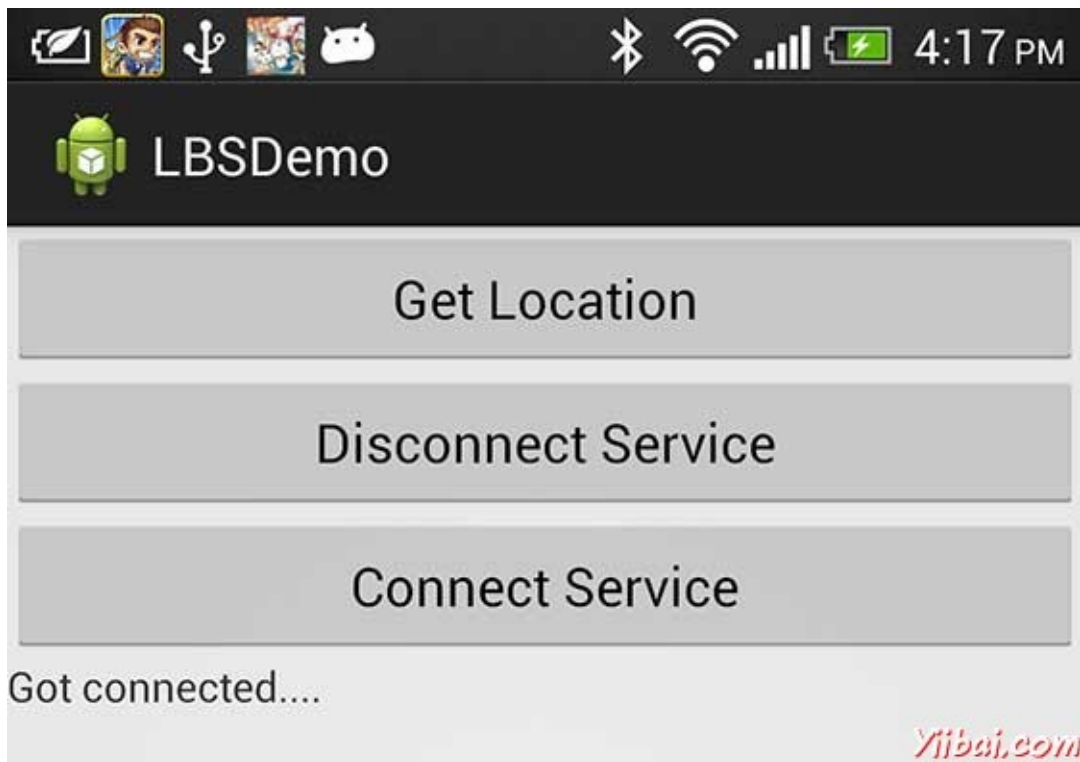 4:17 PM
LBSDemo
Get Location
Disconnect Service
Connect Service
Got connected....
Yiibai.com